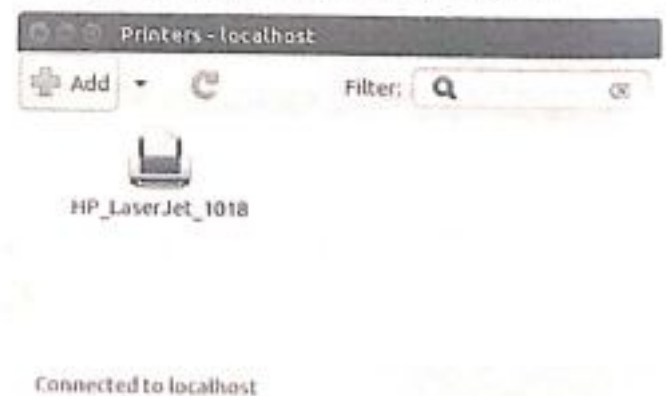 Printers - localhost
Add Filter:
HP_LaserJet_1018
Connected to localhost